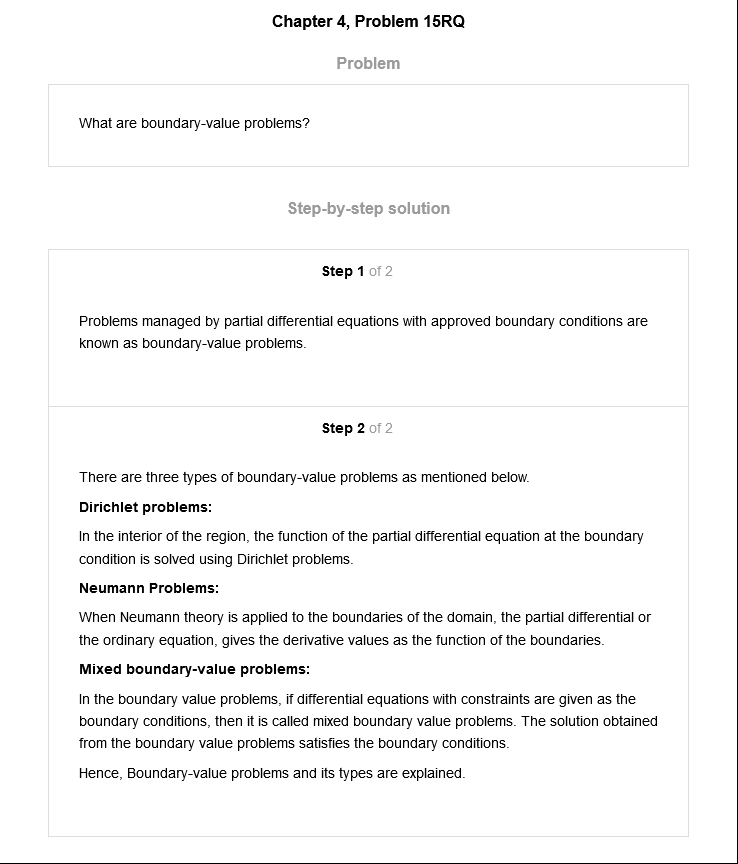 Chapter 4, Problem 15RQ
Problem
What are boundary-value problems?
Step-by-step solution
Step 1 of 2
Problems managed by partial differential equations with approved boundary conditions are
known as boundary-value problems.
Step 2 of 2
There are three types of boundary-value problems as mentioned below.
Dirichlet problems:
In the interior of the region, the function of the partial differential equation at the boundary
condition is solved using Dirichlet problems.
Neumann Problems:
When Neumann theory is applied to the boundaries of the domain, the partial differential or
the ordinary equation, gives the derivative values as the function of the boundaries.
Mixed boundary-value problems:
In the boundary value problems, if differential equations with constraints are given as the
boundary conditions, then it is called mixed boundary value problems. The solution obtained
from the boundary value problems satisfies the boundary conditions.
Hence, Boundary-value problems and its types are explained.